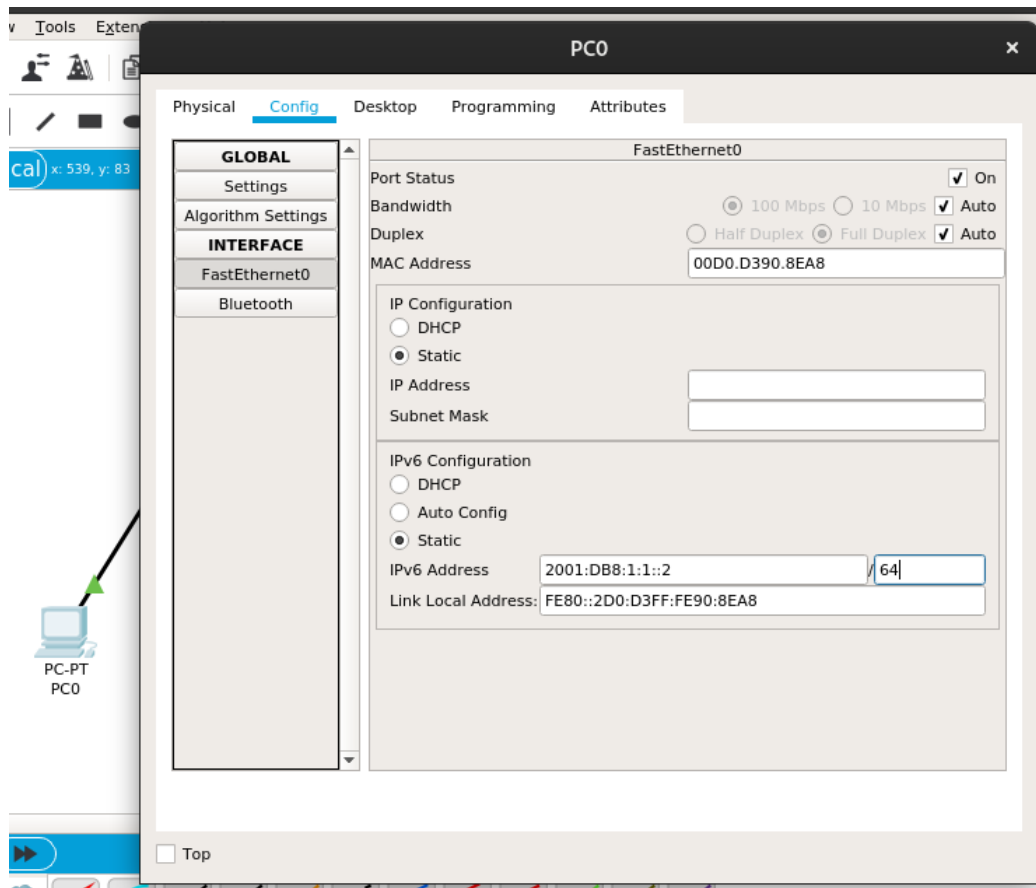 Tools Exten
PC0 ×
Physical Config Desktop Programming Attributes
cal x: 539, y: 83
GLOBAL
Settings
Algorithm Settings
INTERFACE
FastEthernet0
Bluetooth
FastEthernet0
Port Status On
Bandwidth 100 Mbps 10 Mbps Auto
Duplex Half Duplex Full Duplex Auto
MAC Address 00D0.D390.8EA8
IP Configuration
DHCP
Static
IP Address
Subnet Mask
IPv6 Configuration
DHCP
Auto Config
Static
IPv6 Address 2001:DB8:1:1::2 / 64
Link Local Address: FE80::2D0:D3FF:FE90:8EA8
PC-PT
PC0
Top